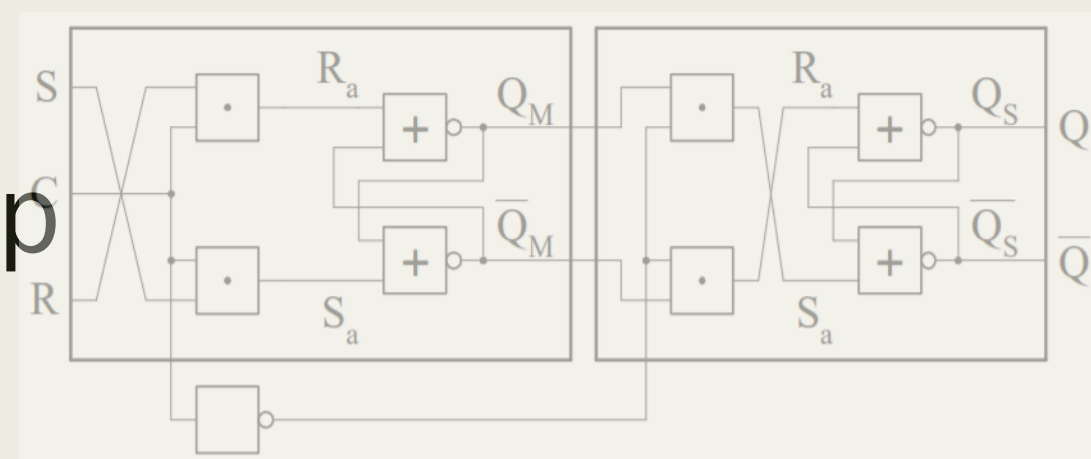 S R_a Q_M R_a Q_S Q
+ +
C
p
Q̅_M Q̅_S Q̅
+ +
R S_a S_a